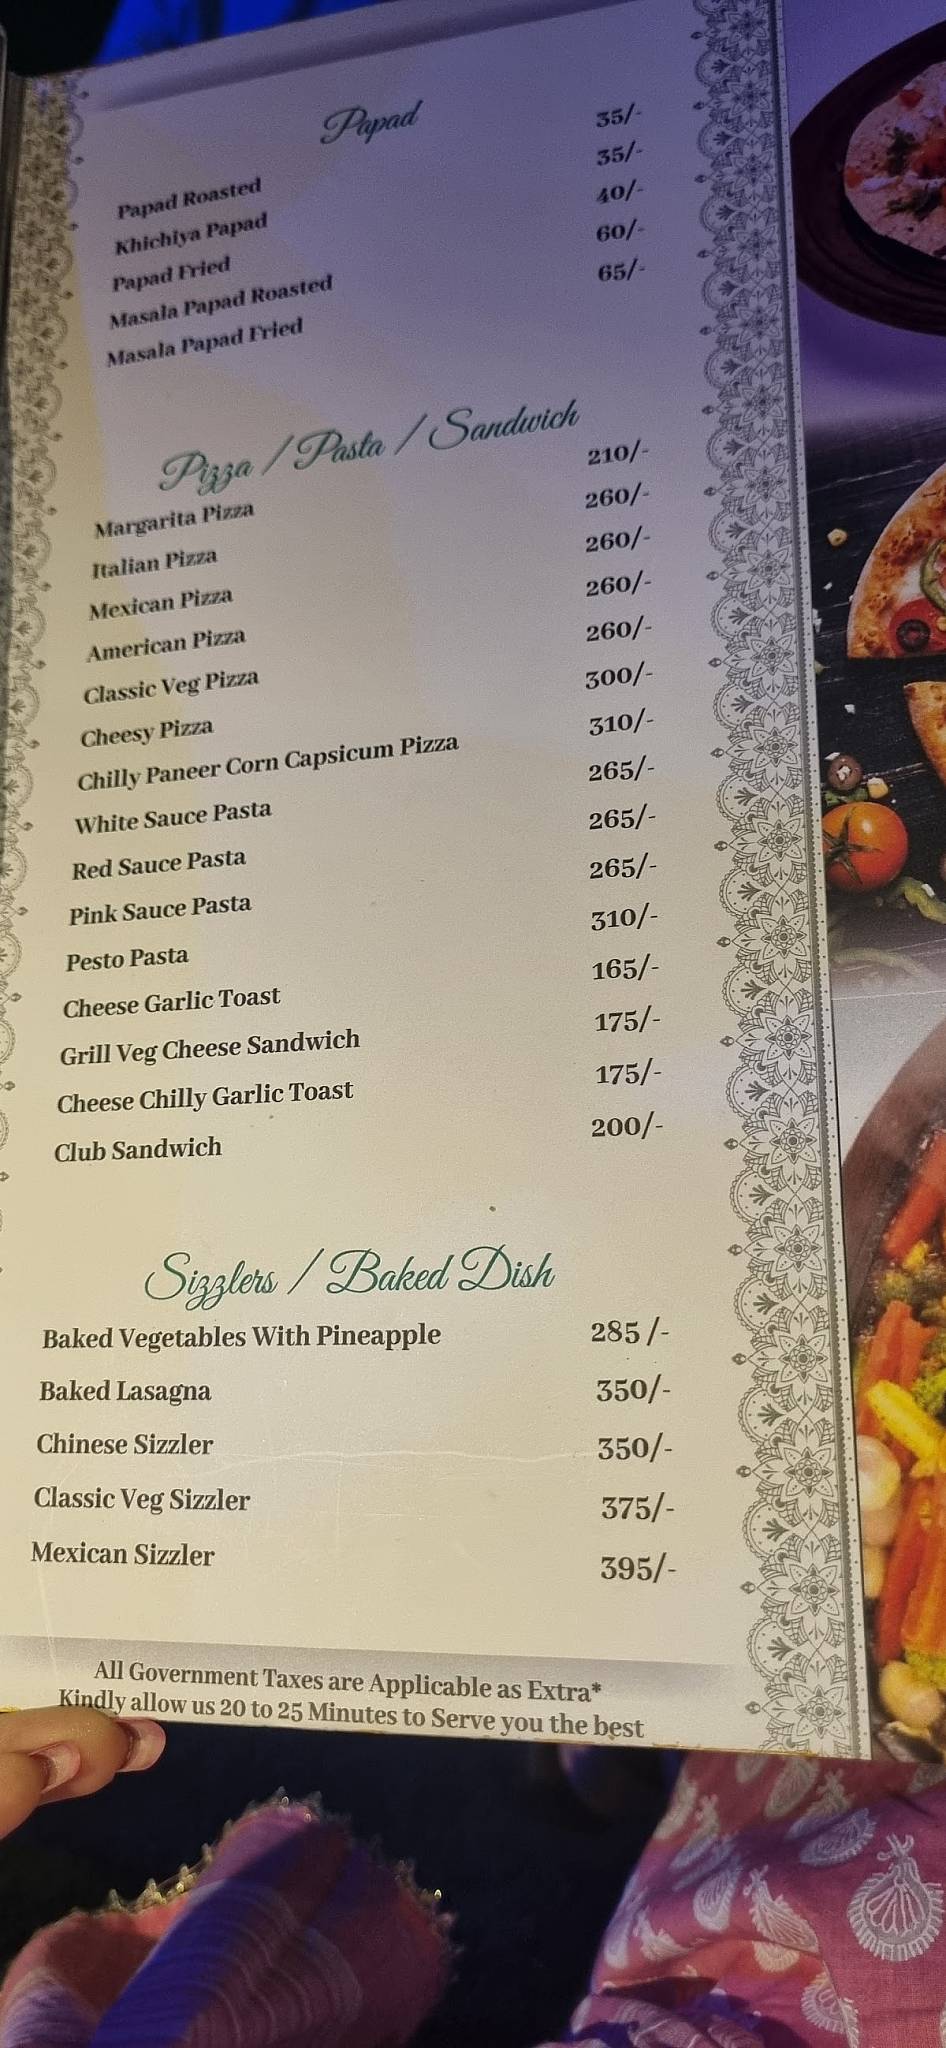 Papad
Papad Roasted 35/-
Khichiya Papad 35/-
Papad Fried 40/-
Masala Papad Roasted 60/-
Masala Papad Fried 65/-
Pizza / Pasta / Sandwich
Margarita Pizza 210/-
Italian Pizza 260/-
Mexican Pizza 260/-
American Pizza 260/-
Classic Veg Pizza 260/-
Cheesy Pizza 300/-
Chilly Paneer Corn Capsicum Pizza 310/-
White Sauce Pasta 265/-
Red Sauce Pasta 265/-
Pink Sauce Pasta 265/-
Pesto Pasta 310/-
Cheese Garlic Toast 165/-
Grill Veg Cheese Sandwich 175/-
Cheese Chilly Garlic Toast 175/-
Club Sandwich 200/-
Sizzlers / Baked Dish
Baked Vegetables With Pineapple 285 /-
Baked Lasagna 350/-
Chinese Sizzler 350/-
Classic Veg Sizzler 375/-
Mexican Sizzler 395/-
All Government Taxes are Applicable as Extra*
Kindly allow us 20 to 25 Minutes to Serve you the best